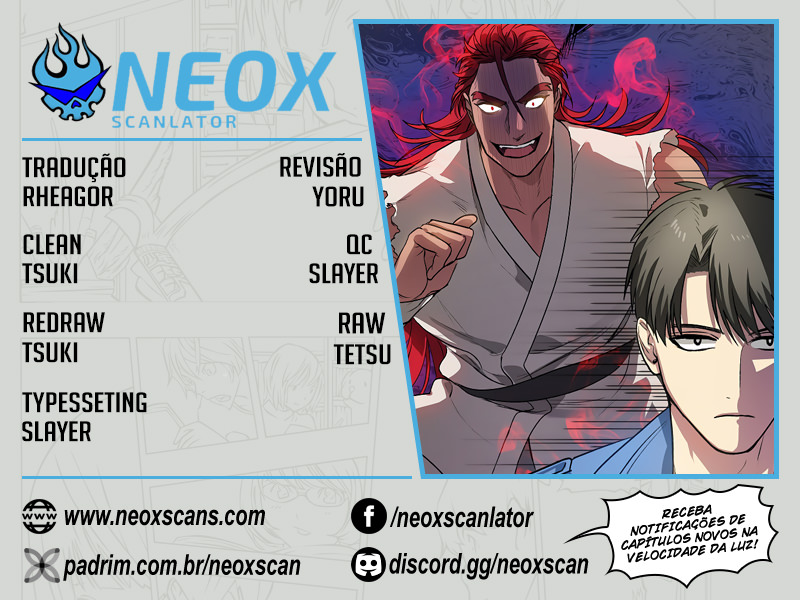 NEOX
SCANLATOR
TRADUÇÃO
RHEAGOR
REVISÃO
YORU
CLEAN
TSUKI
QC
SLAYER
REDRAW
TSUKI
RAW
TETSU
TYPESSETING
SLAYER
www.neoxscans.com
/neoxscanlator
padrim.com.br/neoxscan
discord.gg/neoxscan
RECEBA
NOTIFICAÇÕES DE
CAPÍTULOS NOVOS NA
VELOCIDADE DA LUZ!